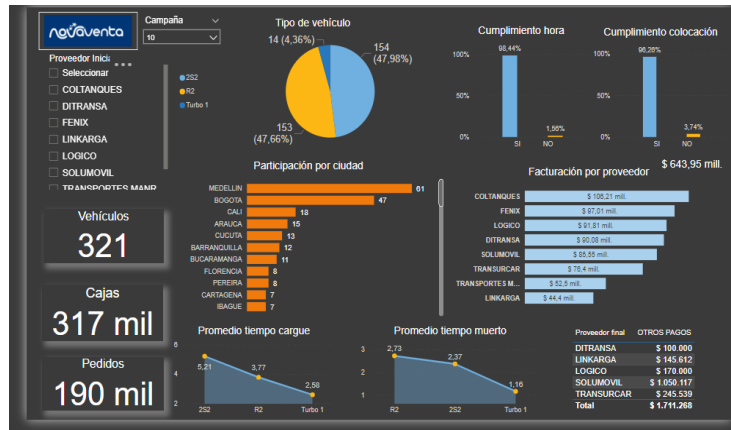 novaventa
Campaña
10
Proveedor Inici
Seleccionar
COLTANQUES
DITRANSA
FENIX
LINKARGA
LOGICO
SOLUMOVIL
TRANSPORTES MANR
Vehículos
321
Cajas
317 mil
Pedidos
190 mil
Tipo de vehículo
2S2
R2
Turbo 1
14 (4,36%)
154
(47,98%)
153
(47,66%)
Cumplimiento hora
100%
50%
0%
98,44%
1,56%
SI
NO
Cumplimiento colocación
100%
50%
0%
96,26%
3,74%
SI
NO
Participación por ciudad
MEDELLIN 61
BOGOTA 47
CALI 18
ARAUCA 15
CUCUTA 13
BARRANQUILLA 12
BUCARAMANGA 11
FLORENCIA 8
PEREIRA 8
CARTAGENA 7
IBAGUE 7
$ 643,95 mill.
Facturación por proveedor
COLTANQUES $ 106,21 mill.
FENIX $ 97,01 mill.
LOGICO $ 91,81 mill.
DITRANSA $ 90,08 mill.
SOLUMOVIL $ 85,55 mill.
TRANSURCAR $ 76,4 mill.
TRANSPORTES M... $ 52,5 mill.
LINKARGA $ 44,4 mill.
Promedio tiempo cargue
6
4
2
5,21
3,77
2,58
2S2
R2
Turbo 1
Promedio tiempo muerto
3
2
1
2,73
2,37
1,16
R2
2S2
Turbo 1
Proveedor final OTROS PAGOS
DITRANSA $ 100.000
LINKARGA $ 145.612
LOGICO $ 170.000
SOLUMOVIL $ 1.050.117
TRANSURCAR $ 245.539
Total $ 1.711.268